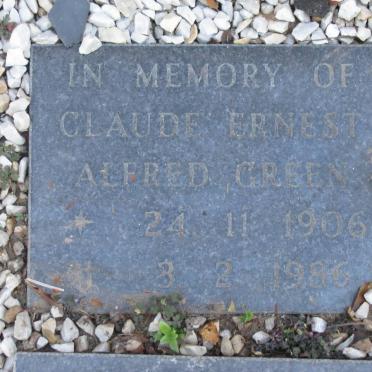 IN MEMORY OF
CLAUDE ERNEST
ALFRED GREEN
* 24 11 1906
† 3 2 1986